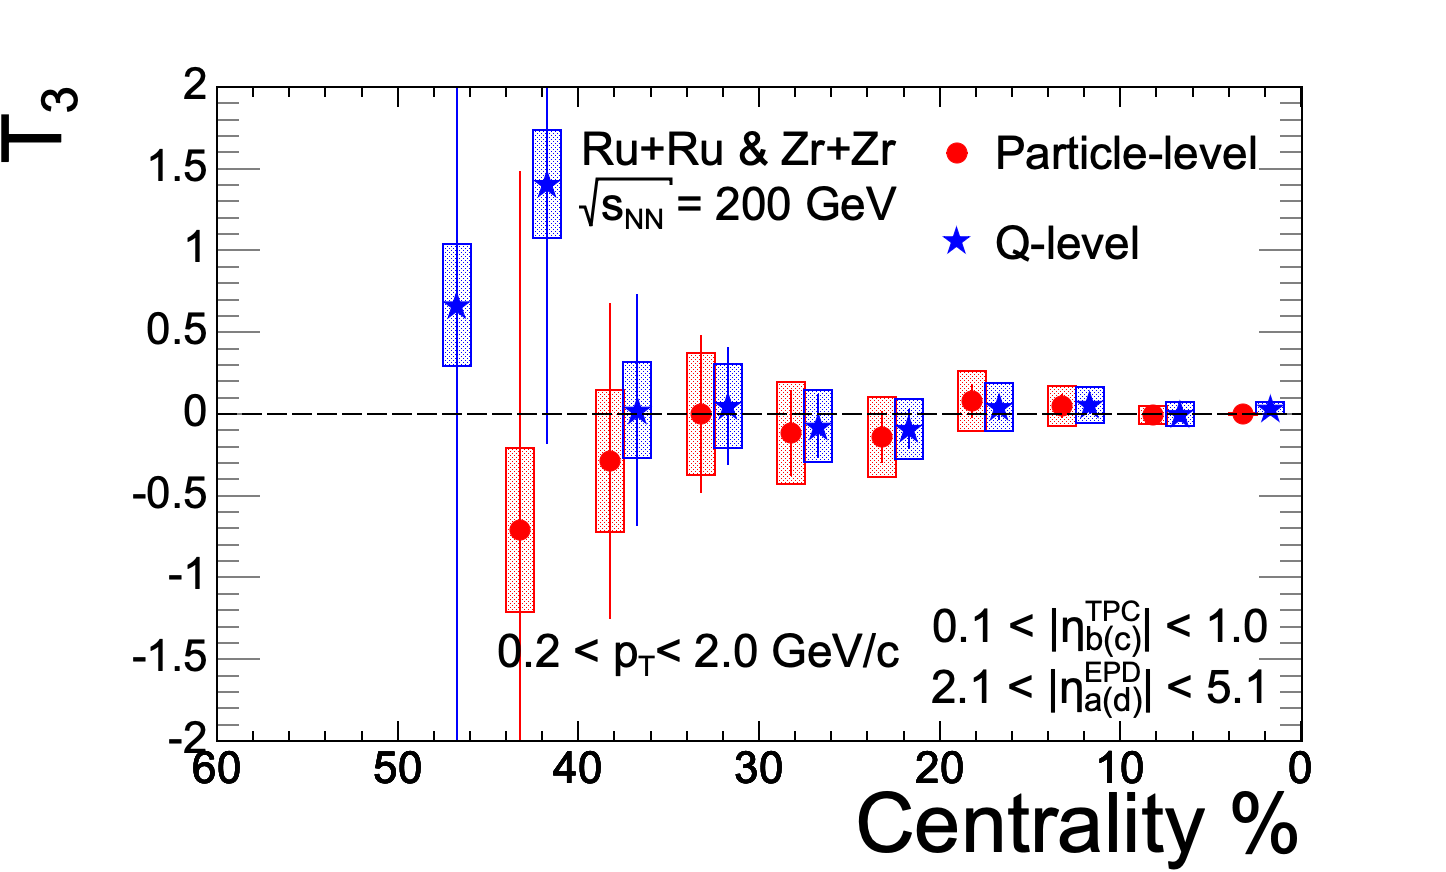 T3
2
1.5
1
0.5
0
-0.5
-1
-1.5
-2
Ru+Ru & Zr+Zr
√sNN = 200 GeV
Particle-level
Q-level
0.2 < pT< 2.0 GeV/c
0.1 < |ηTPCb(c)| < 1.0
2.1 < |ηEPDa(d)| < 5.1
60 50 40 30 20 10 0
Centrality %